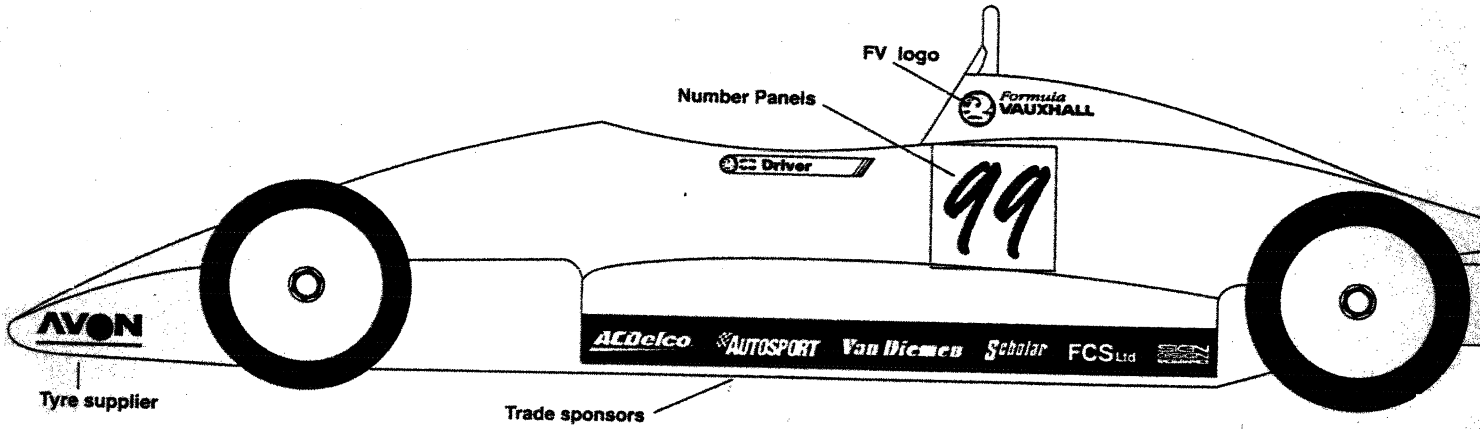 FV logo
Number Panels
Formula
VAUXHALL
Driver
99
AVON
ACDelco
AUTOSPORT
Van Diemen
Scholar
FCS Ltd
Tyre supplier
Trade sponsors